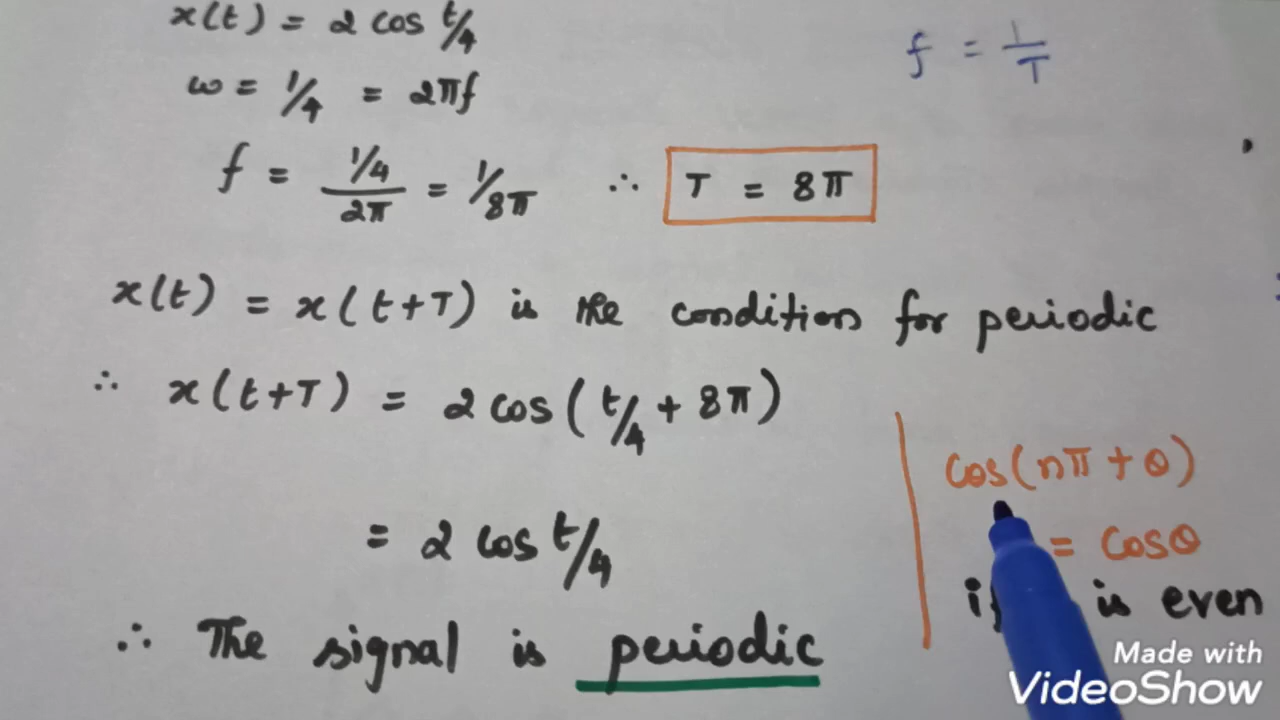 x(t) = 2 cos t/4
f = 1/T
ω = 1/4 = 2πf
f = (1/4)/2π = 1/8π ∴ T = 8π
x(t) = x(t+T) is the condition for periodic
∴ x(t+T) = 2 cos(t/4 + 8π)
cos(nπ + θ)
= 2 cos t/4
= cosθ
is even
∴ The signal is periodic
Made with
VideoShow